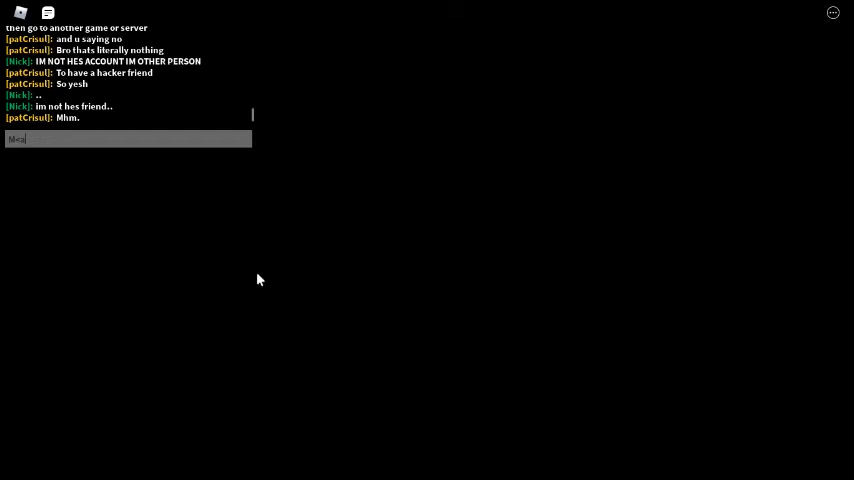 then go to another game or server
[patCrisul]: and u saying no
[patCrisul]: Bro thats literally nothing
[Nick]: IM NOT HES ACCOUNT IM OTHER PERSON
[patCrisul]: To have a hacker friend
[patCrisul]: So yesh
[Nick]: ..
[Nick]: im not hes friend..
[patCrisul]: Mhm.
M<a